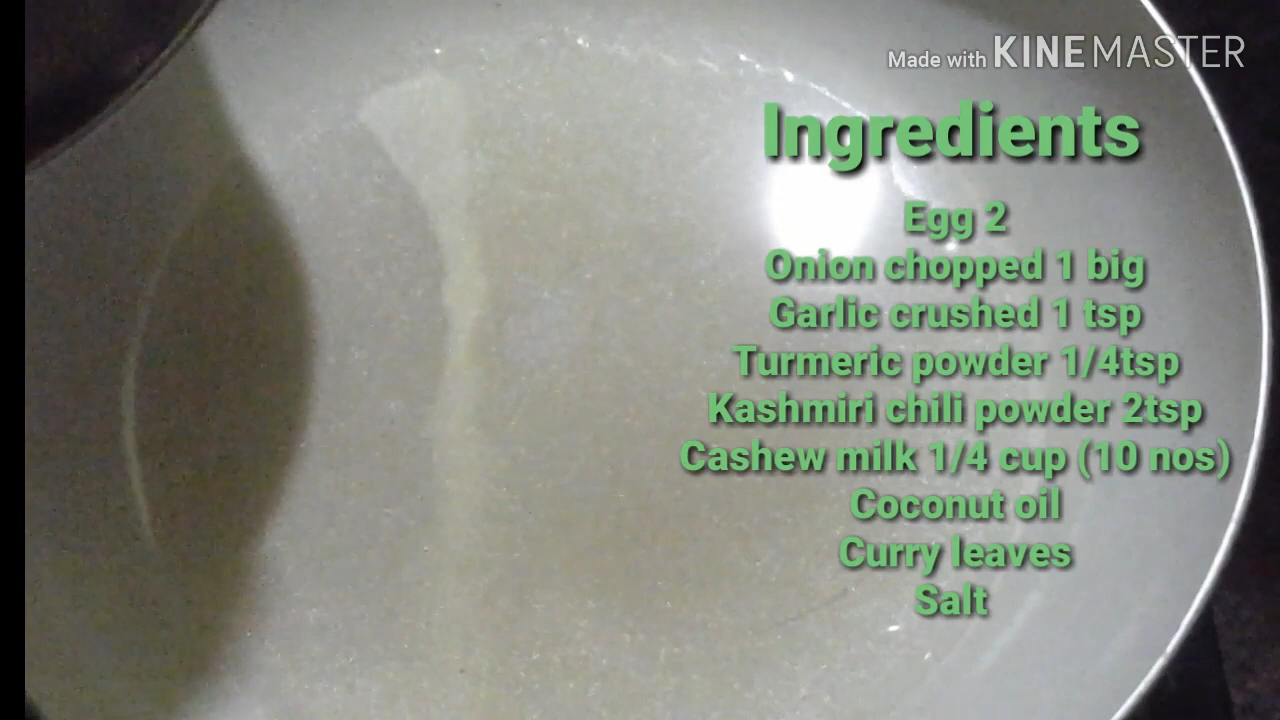 Made with KINEMASTER
Ingredients
Egg 2
Onion chopped 1 big
Garlic crushed 1 tsp
Turmeric powder 1/4tsp
Kashmiri chili powder 2tsp
Cashew milk 1/4 cup (10 nos)
Coconut oil
Curry leaves
Salt